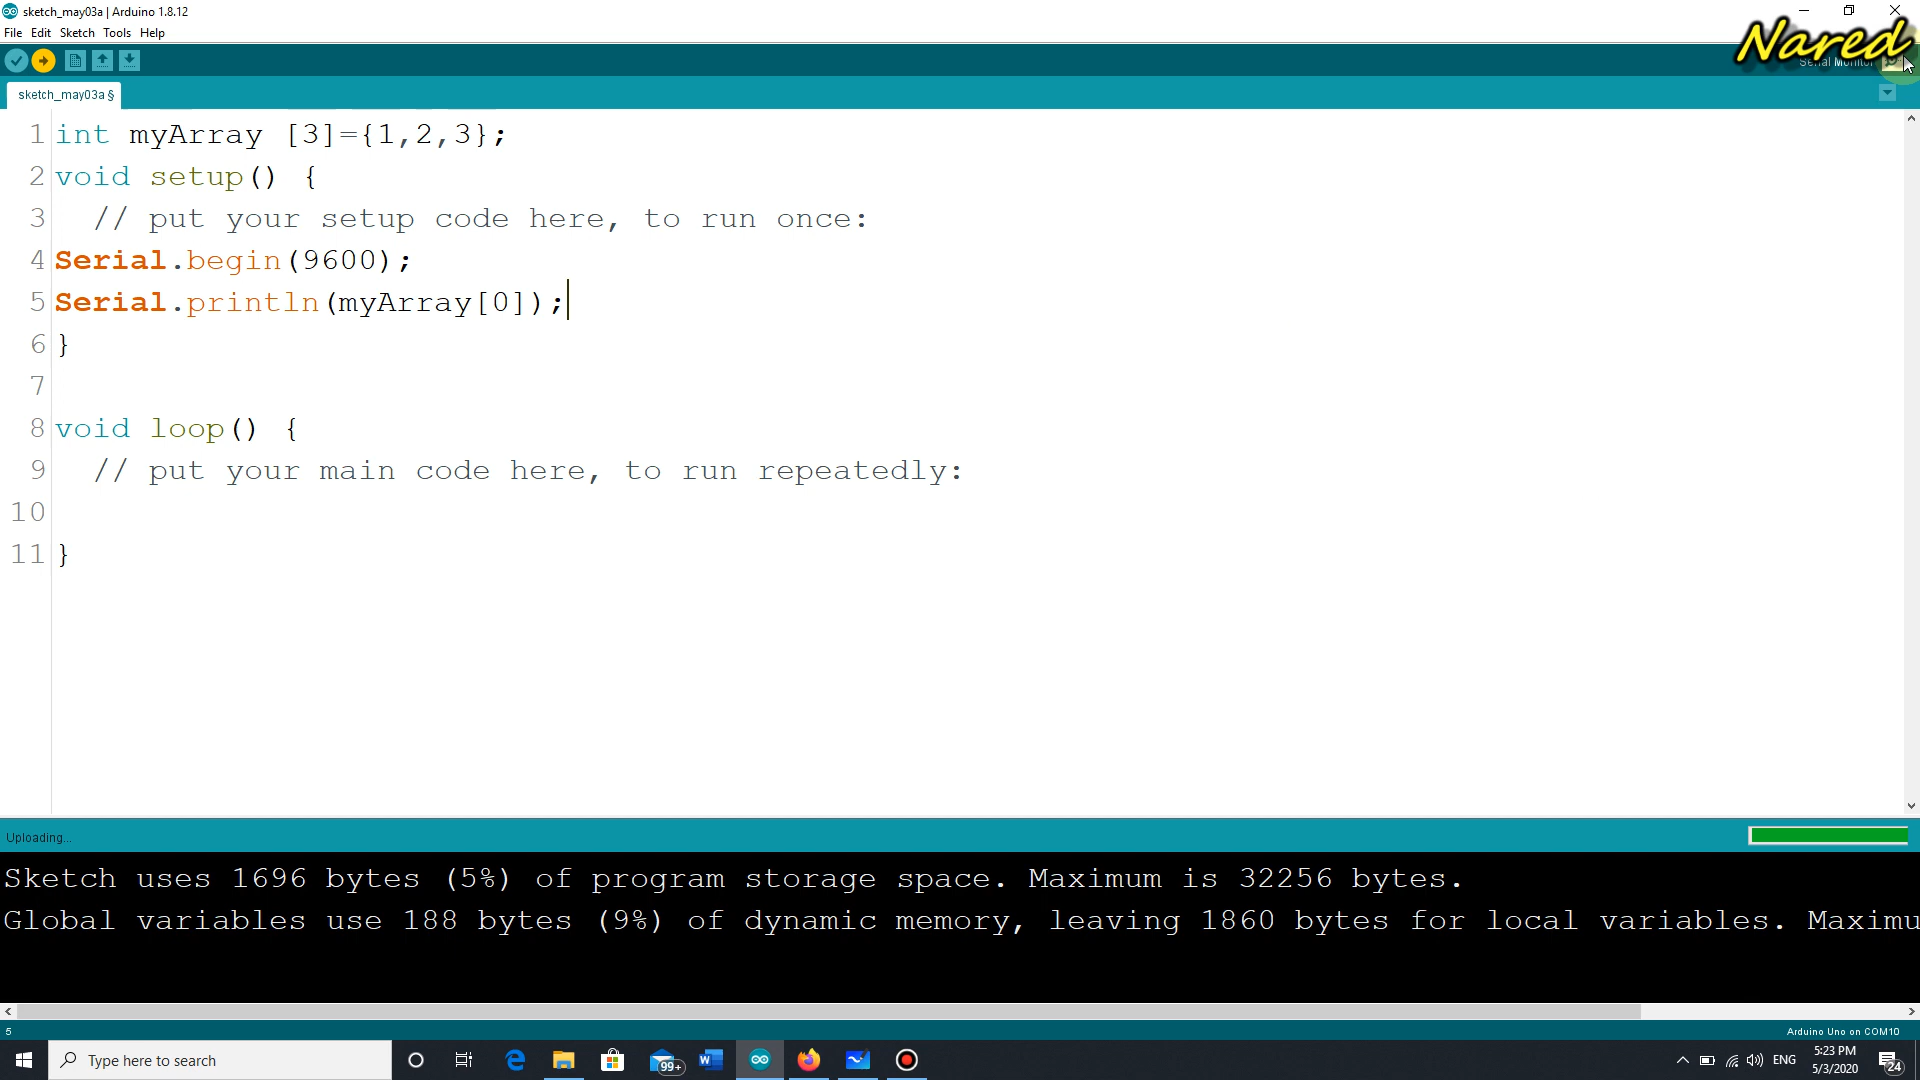 sketch_may03a | Arduino 1.8.12
File Edit Sketch Tools Help
Nared
Serial Monitor
sketch_may03a §
1 int myArray [3]={1,2,3};
2 void setup() {
3 // put your setup code here, to run once:
4 Serial.begin(9600);
5 Serial.println(myArray[0]);
6 }
7
8 void loop() {
9 // put your main code here, to run repeatedly:
10
11 }
Uploading...
Sketch uses 1696 bytes (5%) of program storage space. Maximum is 32256 bytes.
Global variables use 188 bytes (9%) of dynamic memory, leaving 1860 bytes for local variables. Maximu
5
Arduino Uno on COM10
Type here to search
99+
ENG
5:23 PM
5/3/2020
24